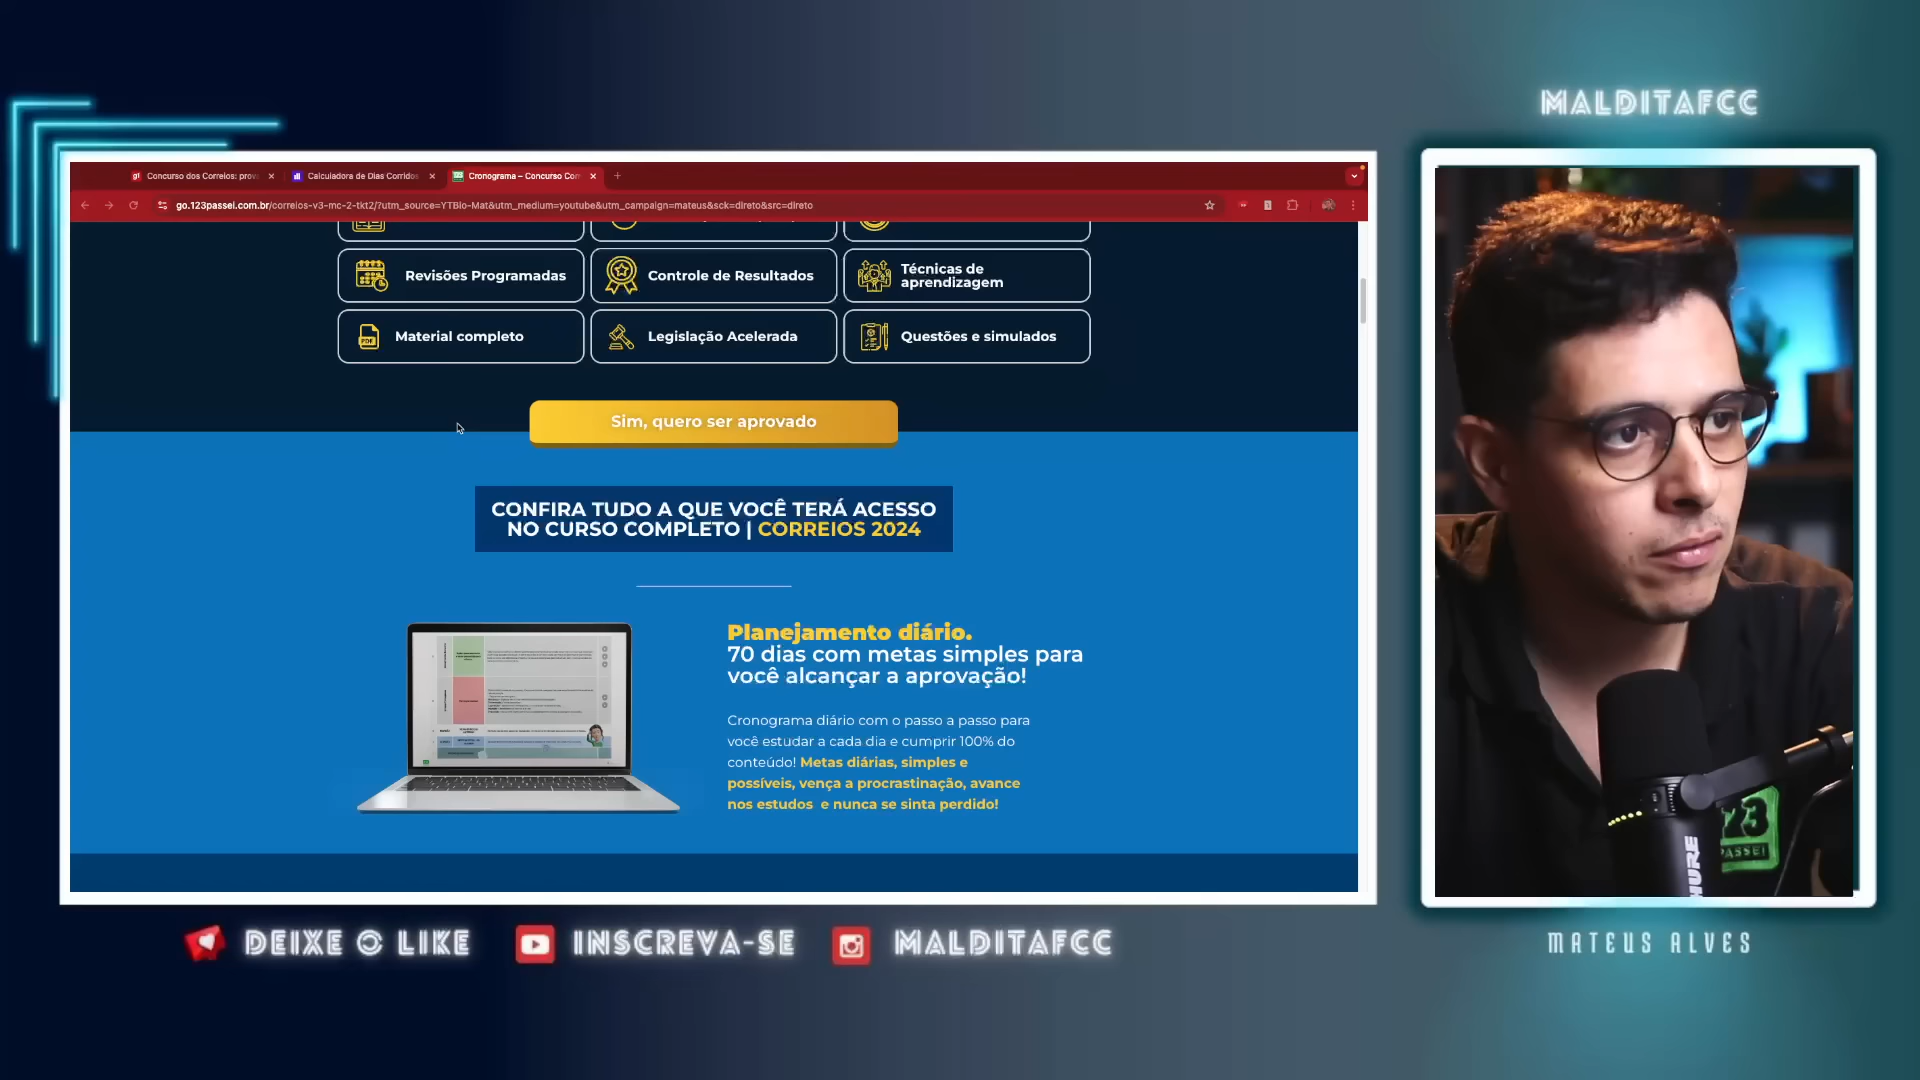 MALDITAFCC
Concurso dos Correios: prov
Calculadora de Dias Corridos
Cronograma – Concurso Cor
go.123passei.com.br/correios-v3-mc-2-tkt2/?utm_source=YTBio-Mat&utm_medium=youtube&utm_campaign=mateus&sck=direto&src=direto
Revisões Programadas
Controle de Resultados
Técnicas de
aprendizagem
PDF
Material completo
Legislação Acelerada
Questões e simulados
Sim, quero ser aprovado
CONFIRA TUDO A QUE VOCÊ TERÁ ACESSO
NO CURSO COMPLETO | CORREIOS 2024
Planejamento diário.
70 dias com metas simples para
você alcançar a aprovação!
Cronograma diário com o passo a passo para
você estudar a cada dia e cumprir 100% do
conteúdo! Metas diárias, simples e
possíveis, vença a procrastinação, avance
nos estudos e nunca se sinta perdido!
23
PASSEI
SHURE
DEIXE O LIKE
INSCREVA-SE
MALDITAFCC
MATEUS ALVES